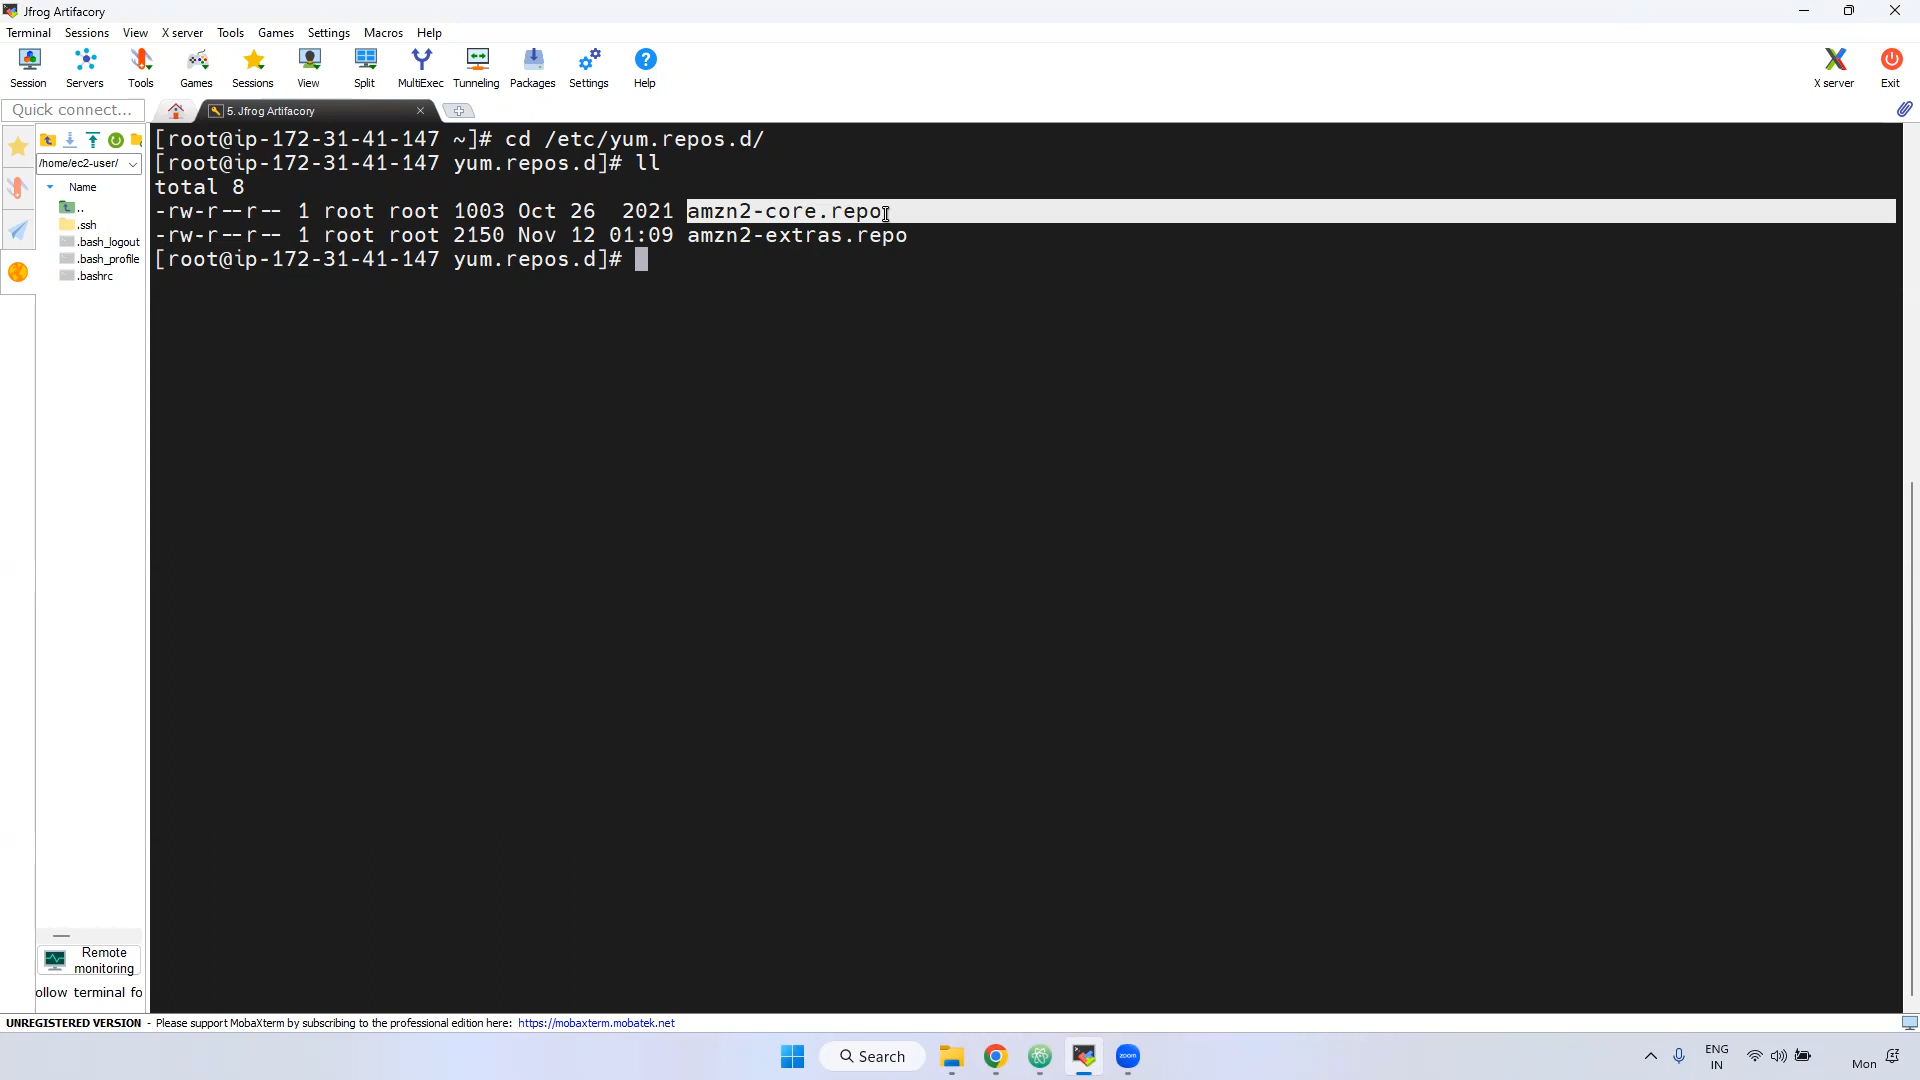 Jfrog Artifacory
Terminal Sessions View X server Tools Games Settings Macros Help
Session Servers Tools Games Sessions View Split MultiExec Tunneling Packages Settings Help X server Exit
Quick connect... 5. Jfrog Artifacory
/home/ec2-user/
Name
..
.ssh
.bash_logout
.bash_profile
.bashrc
[root@ip-172-31-41-147 ~]# cd /etc/yum.repos.d/
[root@ip-172-31-41-147 yum.repos.d]# ll
total 8
-rw-r--r-- 1 root root 1003 Oct 26  2021 amzn2-core.repo
-rw-r--r-- 1 root root 2150 Nov 12 01:09 amzn2-extras.repo
[root@ip-172-31-41-147 yum.repos.d]#
Remote
monitoring
ollow terminal fo
UNREGISTERED VERSION - Please support MobaXterm by subscribing to the professional edition here: https://mobaxterm.mobatek.net
Search
zoom
ENG
IN
Mon